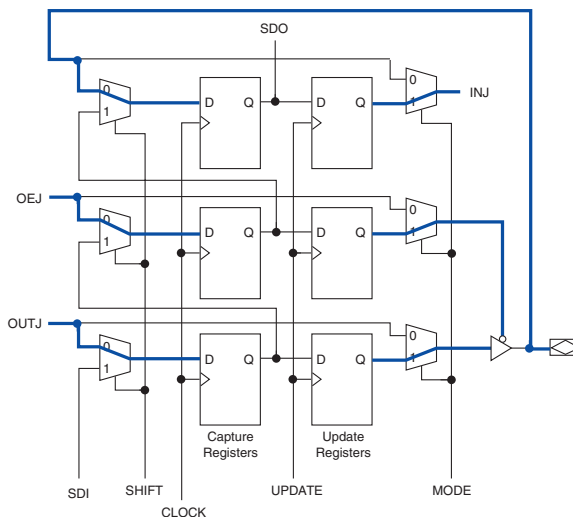 SDO
0
1
D Q
D Q
0
1
INJ
OEJ
0
1
D Q
D Q
0
1
OUTJ
0
1
D Q
D Q
0
1
Capture
Registers
Update
Registers
SDI
SHIFT
CLOCK
UPDATE
MODE